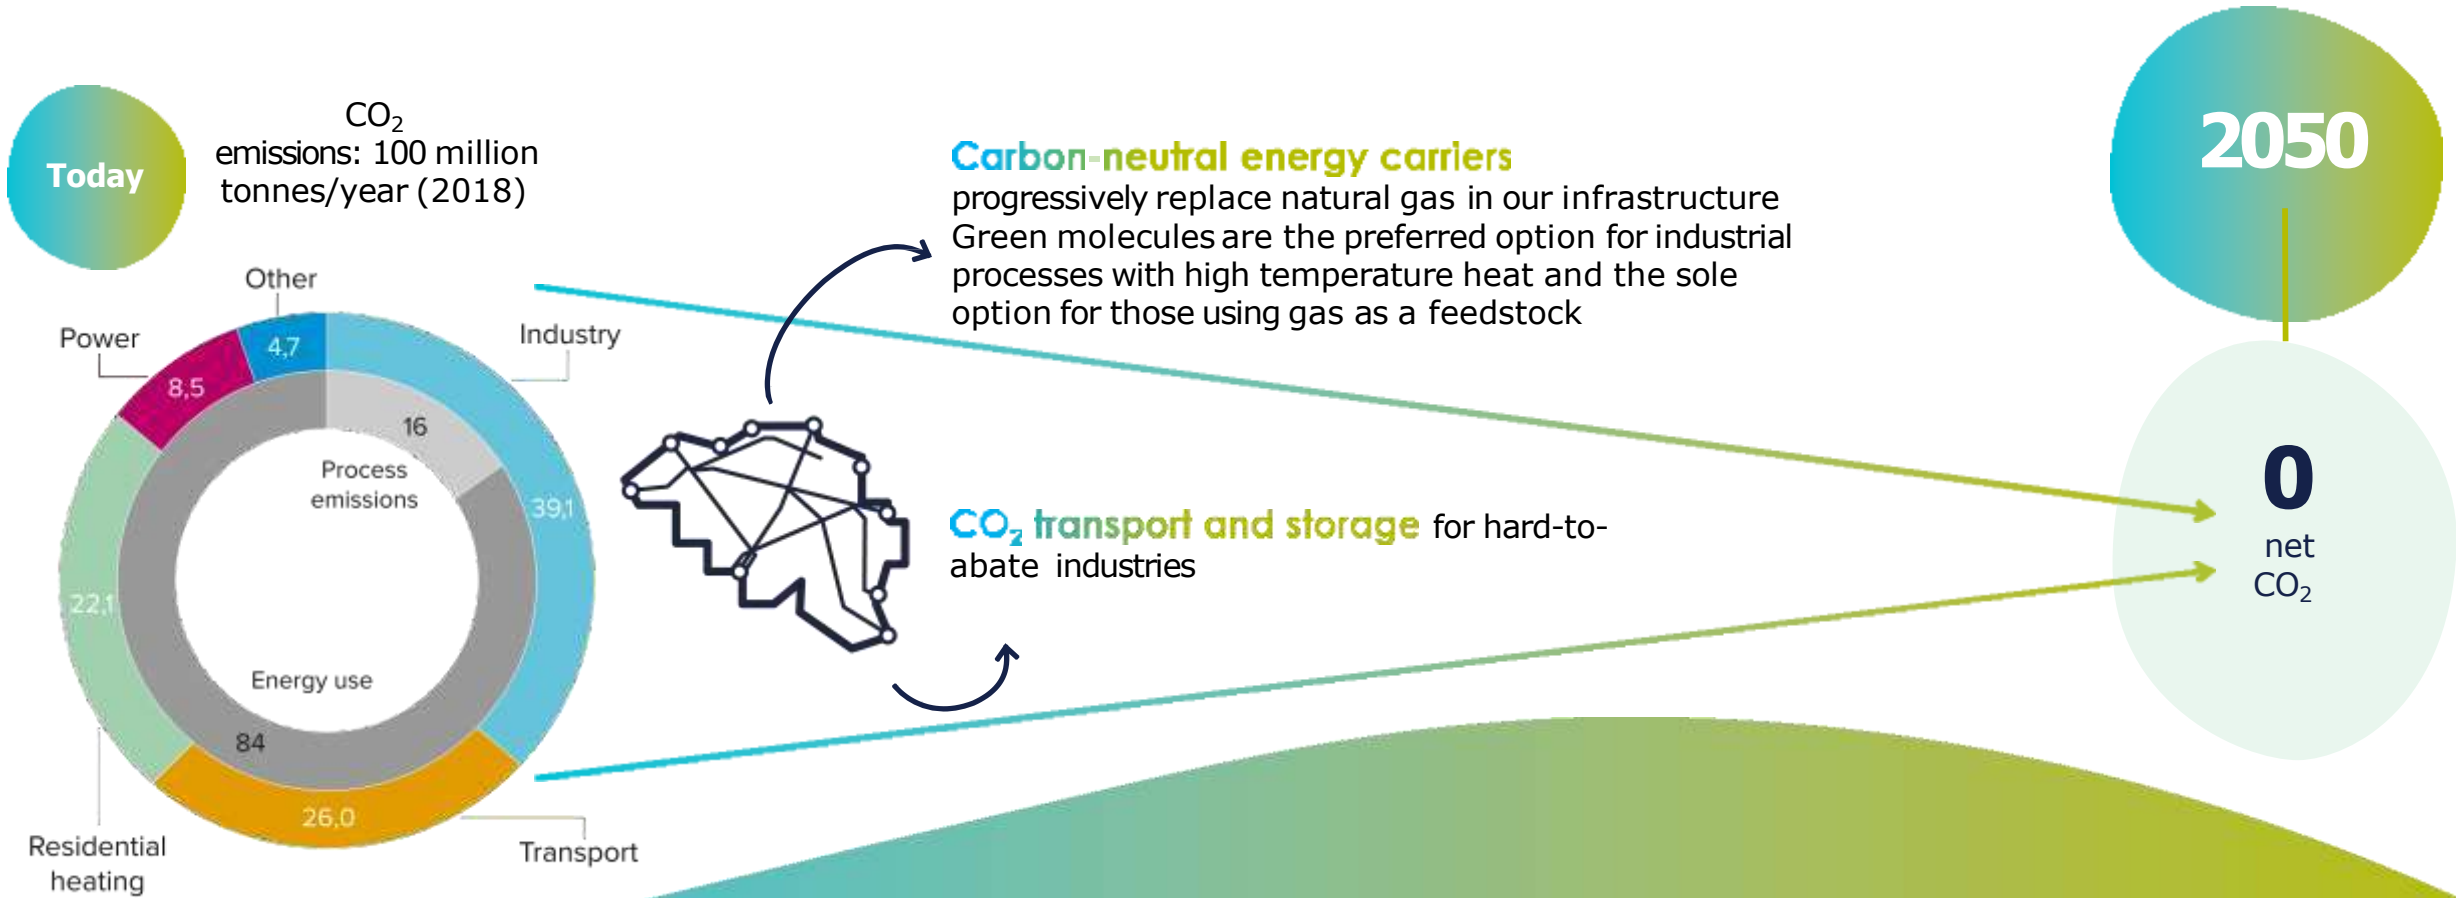 Today
CO₂
emissions: 100 million
tonnes/year (2018)
Other
Power
Industry
4,7
8,5
16
Process
emissions
39,1
22,1
Energy use
84
26,0
Residential
heating
Transport
Carbon-neutral energy carriers
progressively replace natural gas in our infrastructure
Green molecules are the preferred option for industrial
processes with high temperature heat and the sole
option for those using gas as a feedstock
CO₂ transport and storage for hard-to-
abate industries
2050
0
net
CO₂